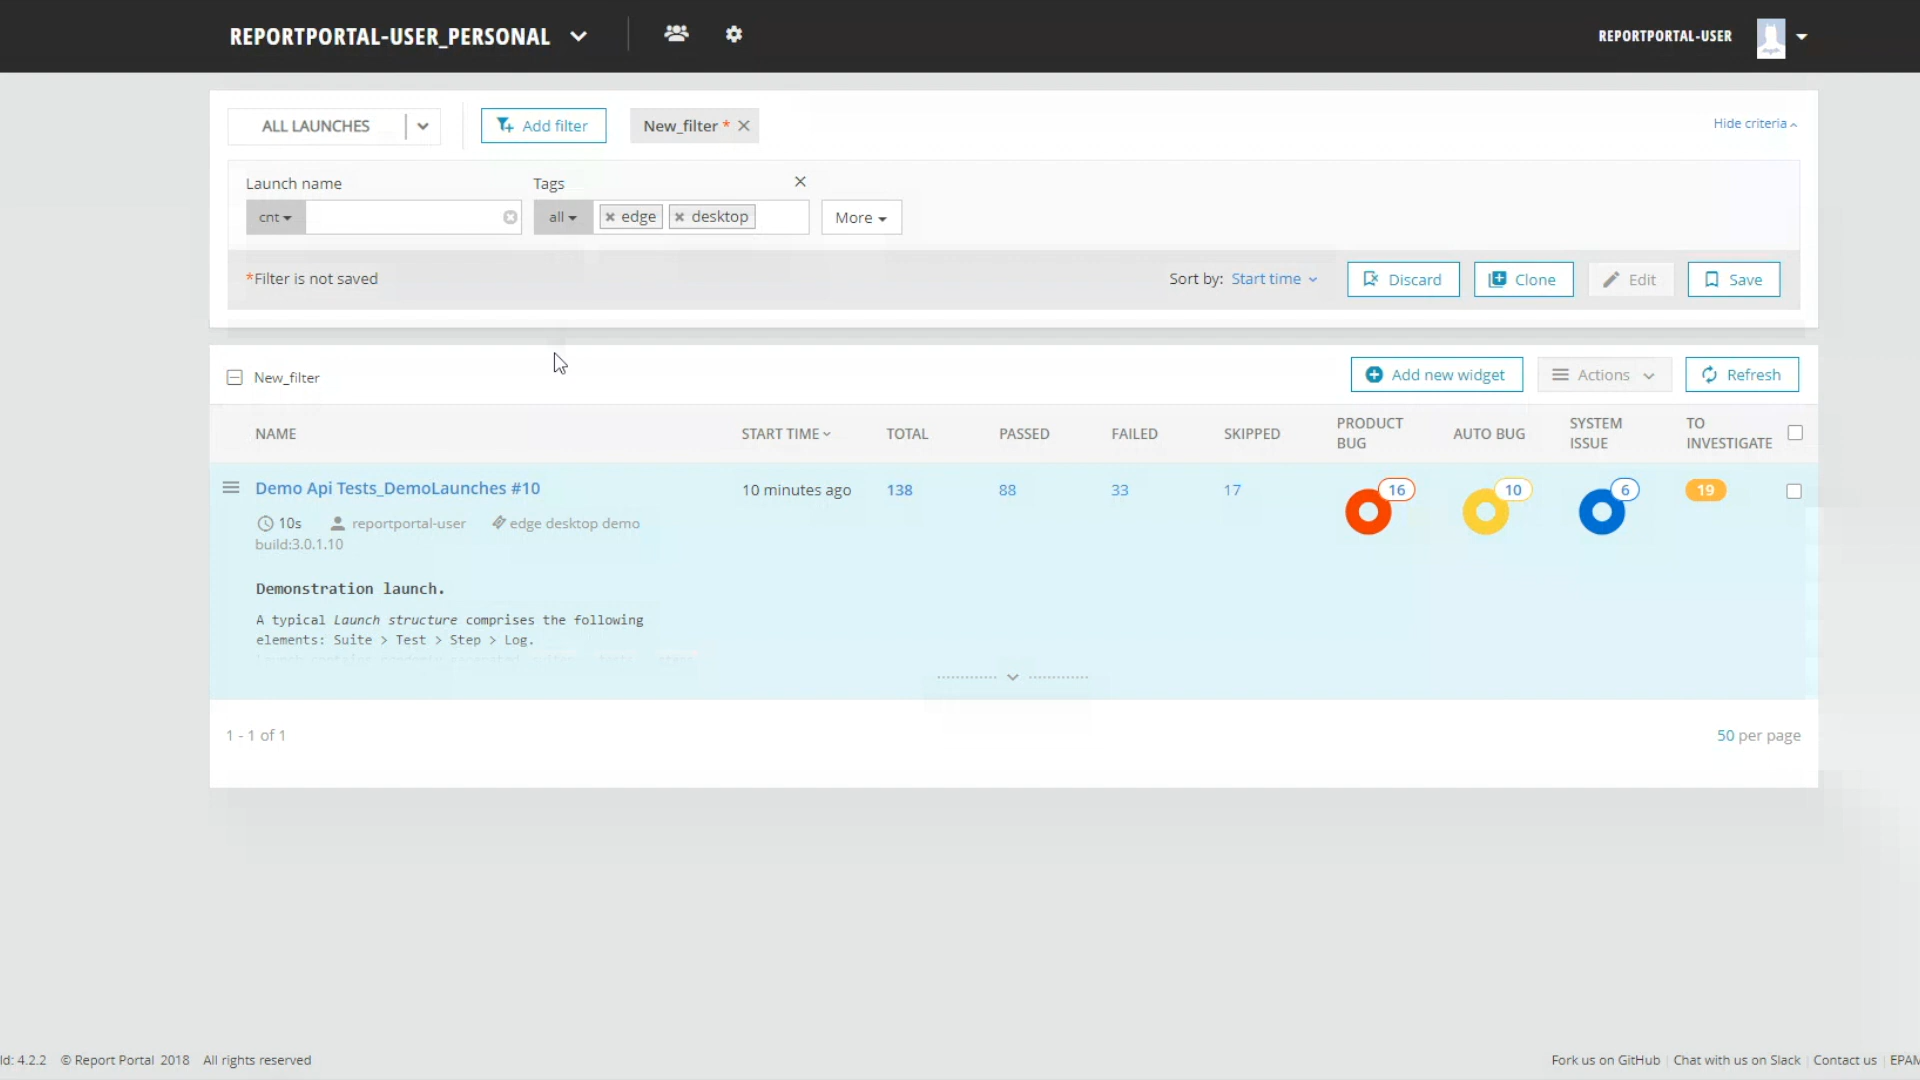 REPORTPORTAL-USER_PERSONAL
REPORTPORTAL-USER
ALL LAUNCHES
Add filter
New_filter *
Hide criteria
Launch name
Tags
cnt
all
edge
desktop
More
*Filter is not saved
Sort by: Start time
Discard
Clone
Edit
Save
New_filter
Add new widget
Actions
Refresh
NAME
START TIME
TOTAL
PASSED
FAILED
SKIPPED
PRODUCT
BUG
AUTO BUG
SYSTEM
ISSUE
TO
INVESTIGATE
Demo Api Tests_DemoLaunches #10
10 minutes ago
138
88
33
17
16
10
6
19
10s
reportportal-user
edge desktop demo
build:3.0.1.10
Demonstration launch.
A typical Launch structure comprises the following
elements: Suite > Test > Step > Log.
1 - 1 of 1
50 per page
ld: 4.2.2 © Report Portal 2018 All rights reserved
Fork us on GitHub
Chat with us on Slack
Contact us
EPAM